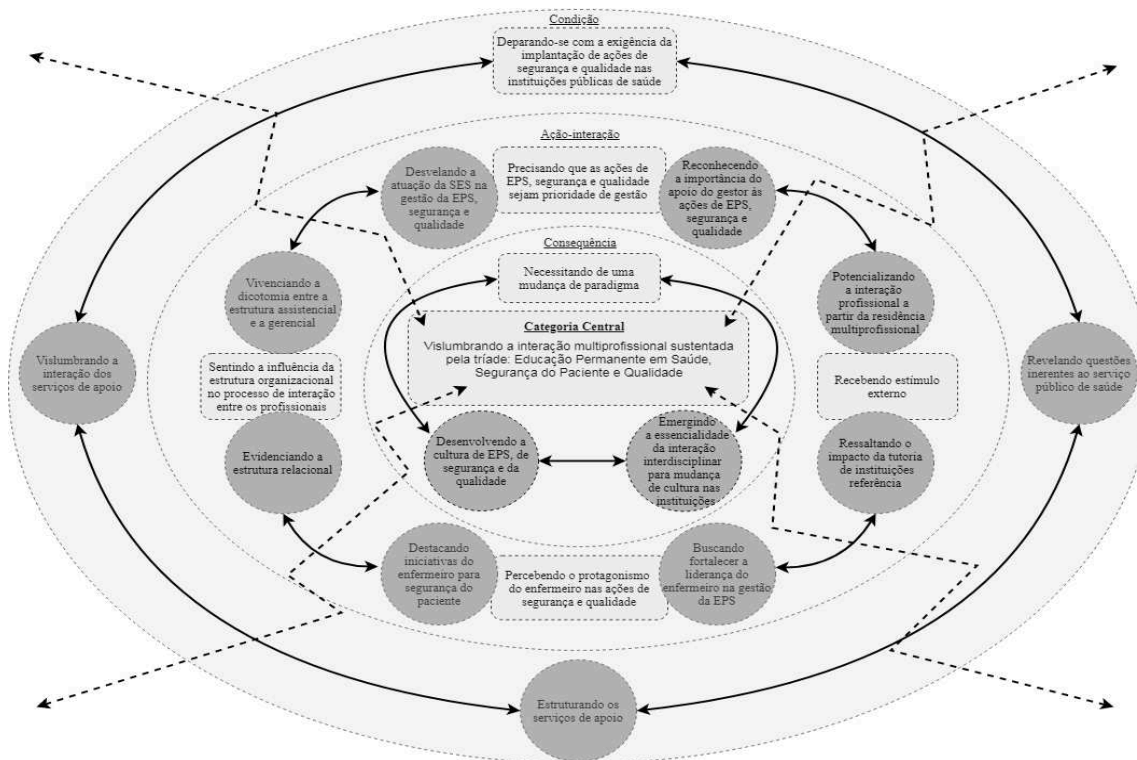 Condição
Deparando-se com a exigência da
implantação de ações de
segurança e qualidade nas
instituições públicas de saúde
Ação-interação
Desvelando a
atuação da SES na
gestão da EPS,
segurança e
qualidade
Precisando que as ações de
EPS, segurança e qualidade
sejam prioridade de gestão
Reconhecendo
a importância do
apoio do gestor às
ações de EPS,
segurança e
qualidade
Consequência
Necessitando de uma
mudança de paradigma
Vivenciando a
dicotomia entre a
estrutura assistencial
e a gerencial
Potencializando
a interação
profissional a
partir da residência
multiprofissional
Categoria Central
Vislumbrando a interação multiprofissional sustentada
pela tríade: Educação Permanente em Saúde,
Segurança do Paciente e Qualidade
Vislumbrando a
interação dos
serviços de apoio
Sentindo a influência da
estrutura organizacional
no processo de interação
entre os profissionais
Recebendo estímulo
externo
Revelando questões
inerentes ao serviço
público de saúde
Evidenciando a
estrutura relacional
Desenvolvendo a
cultura de EPS, de
segurança e da
qualidade
Emergindo
a essencialidade
da interação
interdisciplinar
para mudança
de cultura nas
instituições
Ressaltando o
impacto da tutoria
de instituições
referência
Destacando
iniciativas do
enfermeiro para
segurança do
paciente
Percebendo o protagonismo
do enfermeiro nas ações de
segurança e qualidade
Buscando
fortalecer a
liderança do
enfermeiro na gestão
da EPS
Estruturando os
serviços de apoio